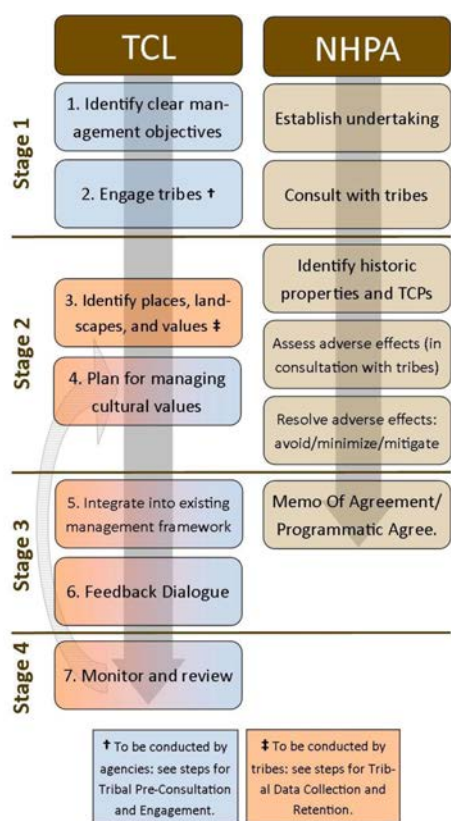 TCL
NHPA
Stage 1
1. Identify clear man-
agement objectives
Establish undertaking
2. Engage tribes †
Consult with tribes
Stage 2
Identify historic
properties and TCPs
3. Identify places, land-
scapes, and values ‡
Assess adverse effects (in
consultation with tribes)
4. Plan for managing
cultural values
Resolve adverse effects:
avoid/minimize/mitigate
Stage 3
5. Integrate into existing
management framework
Memo Of Agreement/
Programmatic Agree.
6. Feedback Dialogue
Stage 4
7. Monitor and review
† To be conducted by
agencies: see steps for
Tribal Pre-Consultation
and Engagement.
‡ To be conducted by
tribes: see steps for Trib-
al Data Collection and
Retention.